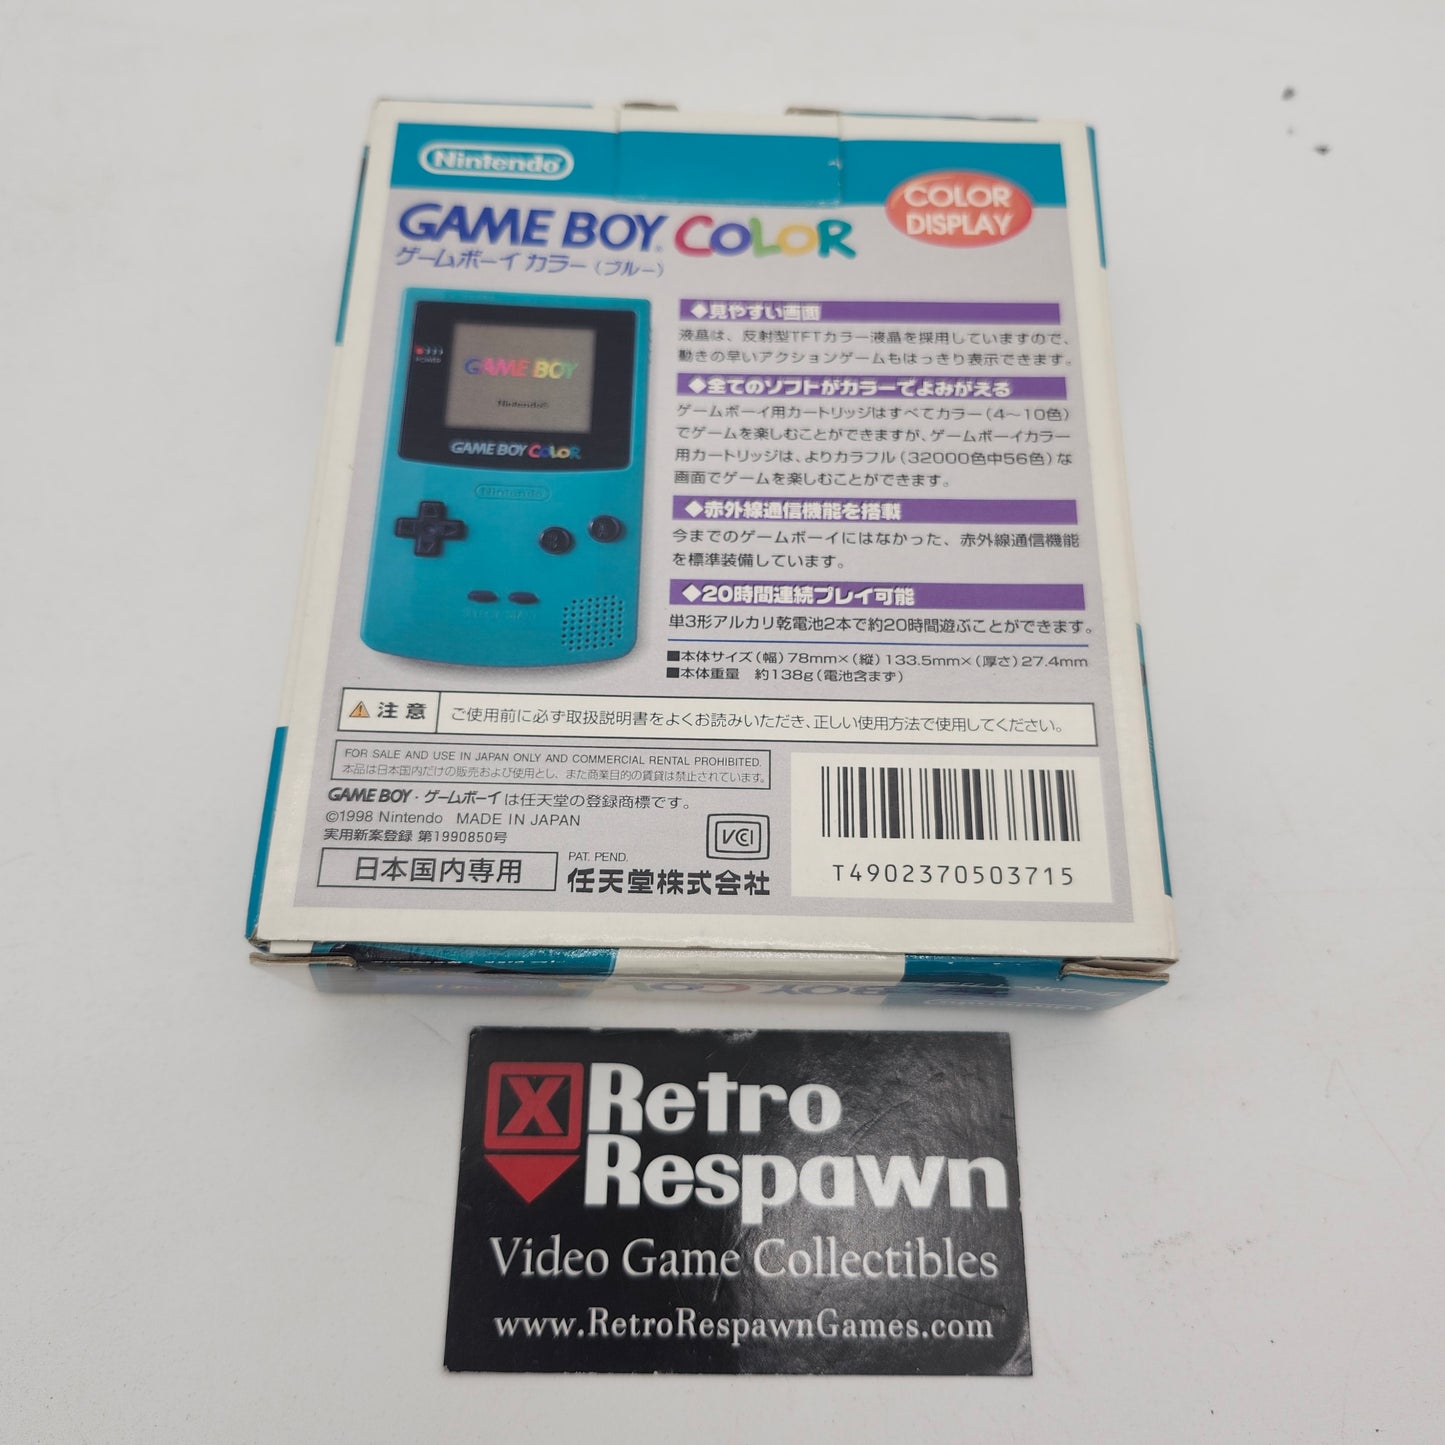 Nintendo
COLOR
DISPLAY
GAME BOY COLOR
ゲームボーイ カラー（ブルー）
POWER
GAME BOY
Nintendo
GAME BOY COLOR
Nintendo
◆見やすい画面
液晶は、反射型TFTカラー液晶を採用していますので、
動きの早いアクションゲームもはっきり表示できます。
◆全てのソフトがカラーでよみがえる
ゲームボーイ用カートリッジはすべてカラー（4〜10色）
でゲームを楽しむことができますが、ゲームボーイカラー
用カートリッジは、よりカラフル（32000色中56色）な
画面でゲームを楽しむことができます。
◆赤外線通信機能を搭載
今までのゲームボーイにはなかった、赤外線通信機能
を標準装備しています。
◆20時間連続プレイ可能
単3形アルカリ乾電池2本で約20時間遊ぶことができます。
■本体サイズ（幅）78mm×（縦）133.5mm×（厚さ）27.4mm
■本体重量 約138g（電池含まず）
注意 ご使用前に必ず取扱説明書をよくお読みいただき、正しい使用方法で使用してください。
FOR SALE AND USE IN JAPAN ONLY AND COMMERCIAL RENTAL PROHIBITED.
本品は日本国内だけの販売および使用とし、また商業目的の賃貸は禁止されています。
GAME BOY・ゲームボーイは任天堂の登録商標です。
©1998 Nintendo MADE IN JAPAN
実用新案登録 第1990850号
VCI
日本国内専用
PAT. PEND.
任天堂株式会社
T4902370503715
Retro
Respawn
Video Game Collectibles
www.RetroRespawnGames.com